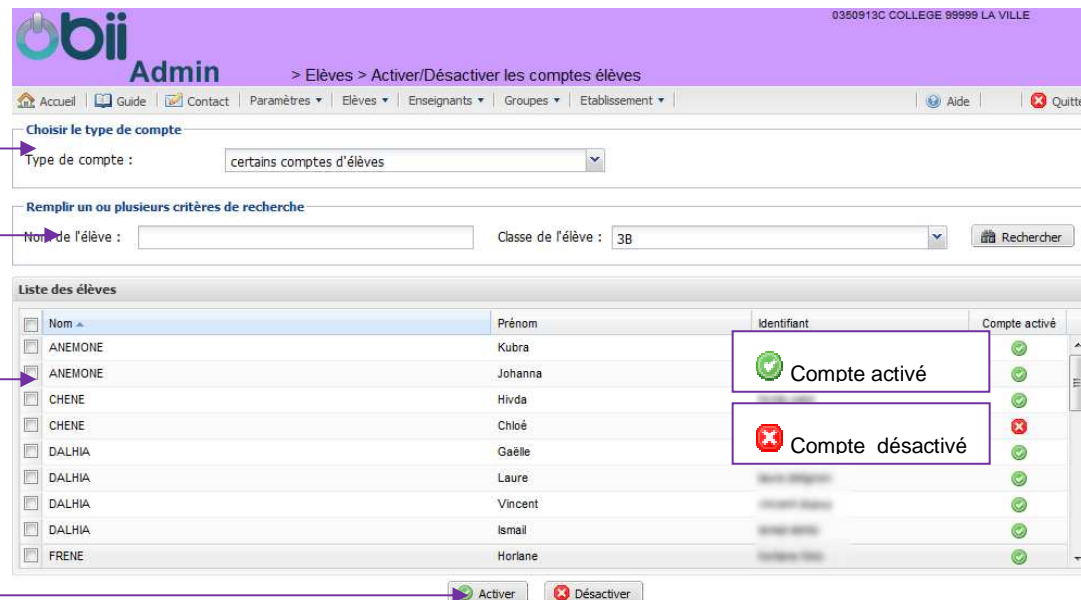 0350913C COLLEGE 99999 LA VILLE
Obii
Admin
> Elèves > Activer/Désactiver les comptes élèves
Accueil | Guide | Contact | Paramètres | Elèves | Enseignants | Groupes | Etablissement | Aide | Quitte
Choisir le type de compte
Type de compte : certains comptes d'élèves
Remplir un ou plusieurs critères de recherche
Nom de l'élève : Classe de l'élève : 3B Rechercher
Liste des élèves
Nom Prénom Identifiant Compte activé
ANEMONE Kubra
ANEMONE Johanna
Compte activé
CHENE Hivda
CHENE Chloé
Compte désactivé
DALHIA Gaëlle
DALHIA Laure
DALHIA Vincent
DALHIA Ismail
FRENE Horlane
Activer Désactiver